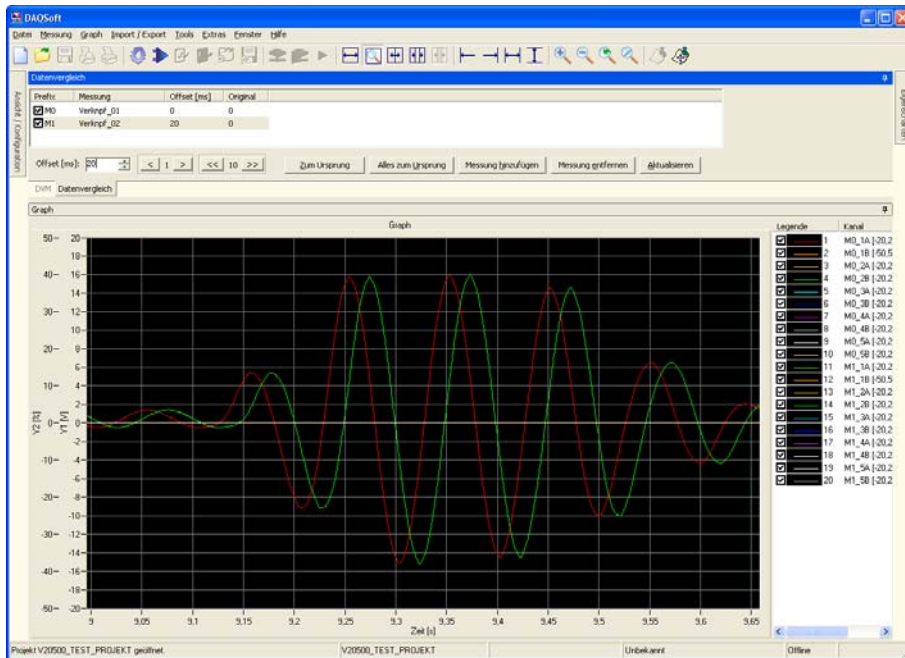 DAQSoft
Datei Messung Graph Import / Export Tools Extras Fenster Hilfe
Datenvergleich
Ansicht / Konfiguration
Prefix Messung Offset [ms] Original
M0 Verknpf_01 0 0
M1 Verknpf_02 20 0
Offset [ms]: 20 < 1 > << 10 >> Zum Ursprung Alles zum Ursprung Messung hinzufügen Messung entfernen Aktualisieren
DVM Datenvergleich
Graph
Graph
Legende Kanal
50 20
18
40 16
14
12
30
10
20 8
6
10 4
2
0 0
-2
-10 -4
-6
-20 -8
-10
-30 -12
-14
-40 -16
-18
-50 -20
Y2 [%]
Y1 [V]
9 9,05 9,1 9,15 9,2 9,25 9,3 9,35 9,4 9,45 9,5 9,55 9,6 9,65
Zeit [s]
1 M0_1A [-20,2
2 M0_1B [-50,5
3 M0_2A [-20,2
4 M0_2B [-20,2
5 M0_3A [-20,2
6 M0_3B [-20,2
7 M0_4A [-20,2
8 M0_4B [-20,2
9 M0_5A [-20,2
10 M0_5B [-20,2
11 M1_1A [-20,2
12 M1_1B [-50,5
13 M1_2A [-20,2
14 M1_2B [-20,2
15 M1_3A [-20,2
16 M1_3B [-20,2
17 M1_4A [-20,2
18 M1_4B [-20,2
19 M1_5A [-20,2
20 M1_5B [-20,2
Projekt V20500_TEST_PROJEKT geöffnet. V20500_TEST_PROJEKT Unbekannt Offline